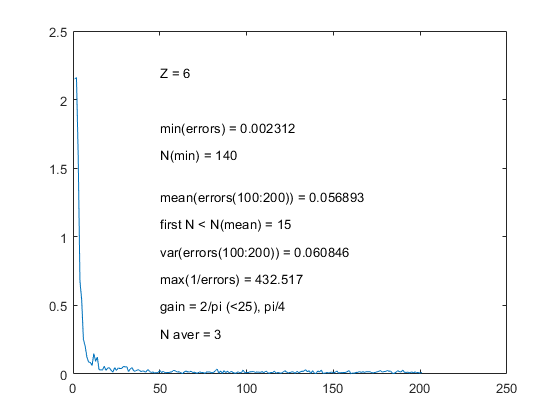 2.5
2
1.5
1
0.5
0
0
50
100
150
200
250
Z = 6
min(errors) = 0.002312
N(min) = 140
mean(errors(100:200)) = 0.056893
first N < N(mean) = 15
var(errors(100:200)) = 0.060846
max(1/errors) = 432.517
gain = 2/pi (<25), pi/4
N aver = 3